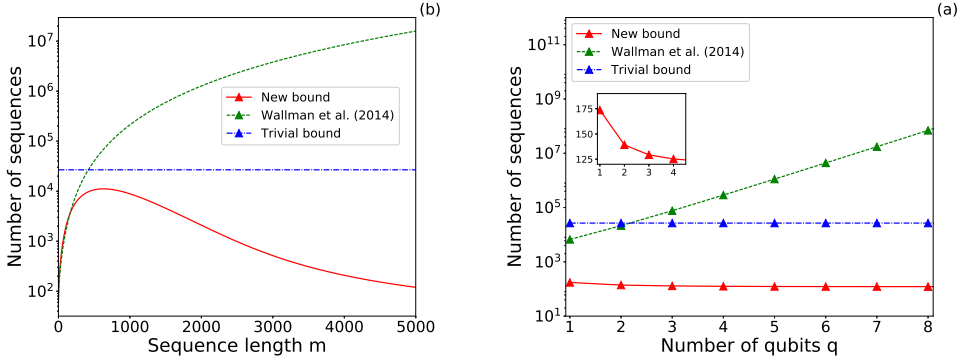 (b)
Number of sequences
10^7
10^6
10^5
10^4
10^3
10^2
New bound
Wallman et al. (2014)
Trivial bound
0 1000 2000 3000 4000 5000
Sequence length m
(a)
Number of sequences
10^11
10^9
10^7
10^5
10^3
10^1
New bound
Wallman et al. (2014)
Trivial bound
175
150
125
1 2 3 4
1 2 3 4 5 6 7 8
Number of qubits q